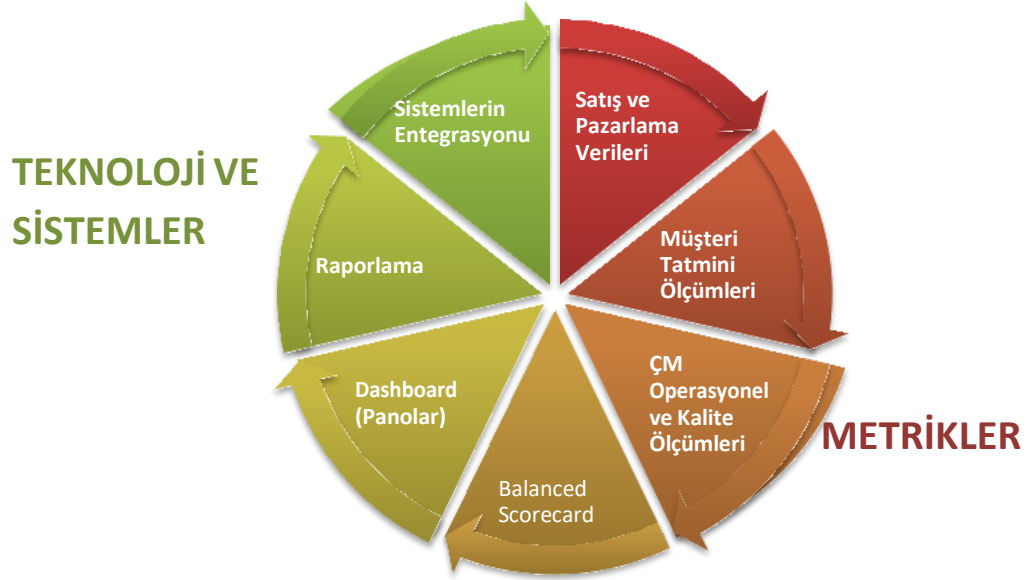 TEKNOLOJİ VE
SİSTEMLER
Sistemlerin
Entegrasyonu
Satış ve
Pazarlama
Verileri
Müşteri
Tatmini
Ölçümleri
ÇM
Operasyonel
ve Kalite
Ölçümleri
METRİKLER
Balanced
Scorecard
Dashboard
(Panolar)
Raporlama